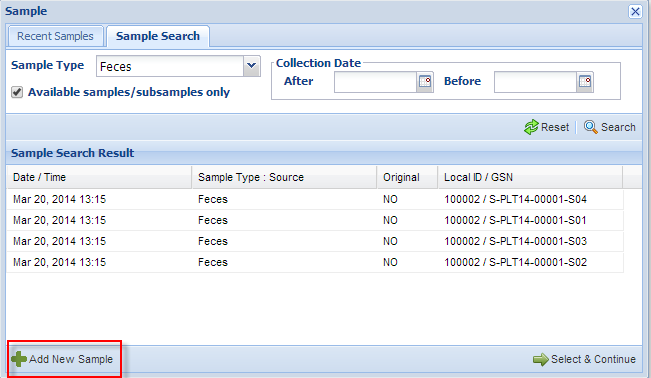 Sample
Recent Samples Sample Search
Sample Type Feces
Collection Date
After Before
Available samples/subsamples only
Reset Search
Sample Search Result
Date / Time Sample Type : Source Original Local ID / GSN
Mar 20, 2014 13:15 Feces NO 100002 / S-PLT14-00001-S04
Mar 20, 2014 13:15 Feces NO 100002 / S-PLT14-00001-S01
Mar 20, 2014 13:15 Feces NO 100002 / S-PLT14-00001-S03
Mar 20, 2014 13:15 Feces NO 100002 / S-PLT14-00001-S02
Add New Sample Select & Continue